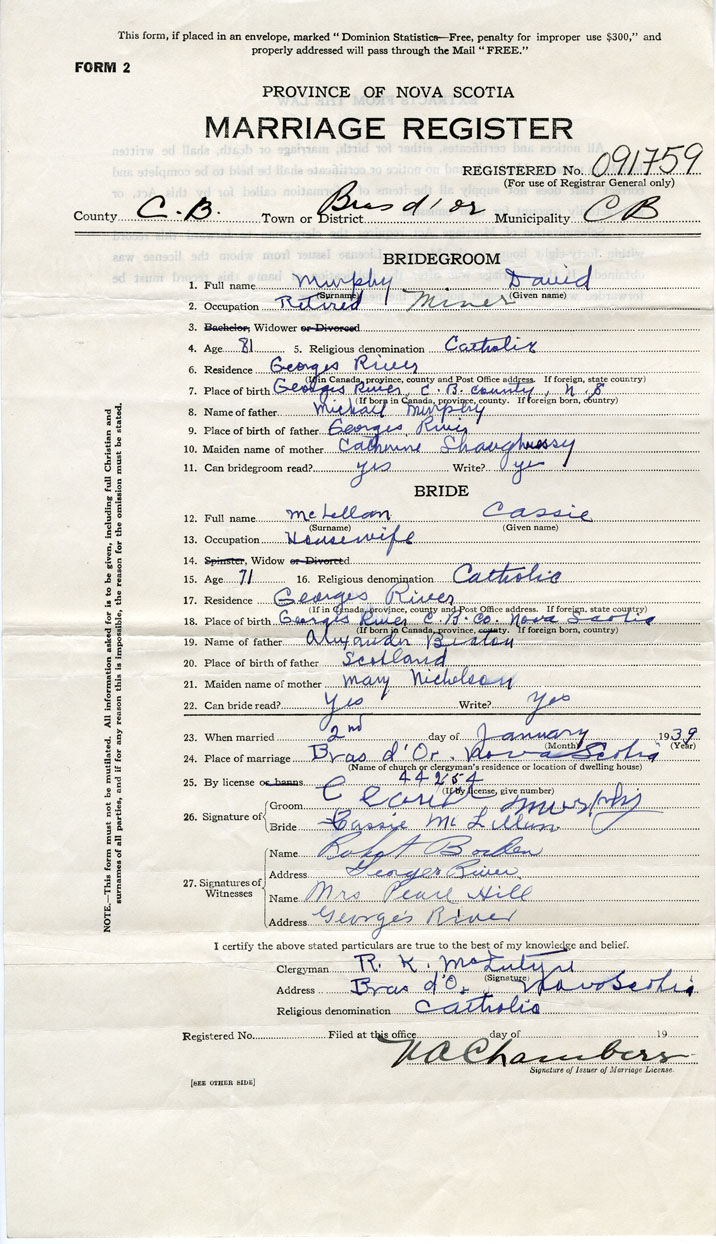 This form, if placed in an envelope, marked "Dominion Statistics—Free, penalty for improper use $300," and
properly addressed will pass through the Mail "FREE."
FORM 2
PROVINCE OF NOVA SCOTIA
MARRIAGE REGISTER
REGISTERED No. 091759
(For use of Registrar General only)
County C. B. Town or District Bras d'or Municipality CB
BRIDEGROOM
1. Full name Murphy David
(Surname) (Given name)
2. Occupation Retired Miner
3. Bachelor, Widower or Divorced
4. Age 81 5. Religious denomination Catholic
6. Residence Georges River
(If in Canada, province, county and Post Office address. If foreign, state country)
7. Place of birth Georges River, C. B. County, N. S
(If born in Canada, province, county. If foreign born, country)
8. Name of father Michael Murphy
9. Place of birth of father Georges River
10. Maiden name of mother Catherine Shaughnessy
11. Can bridegroom read? yes Write? yes
BRIDE
12. Full name McLellan Cassie
(Surname) (Given name)
13. Occupation Housewife
14. Spinster, Widow or Divorced
15. Age 71 16. Religious denomination Catholic
17. Residence Georges River
(If in Canada, province, county and Post Office address. If foreign, state country)
18. Place of birth Georges River C. B. Co. Nova Scotia
(If born in Canada, province, county. If foreign born, country)
19. Name of father Alexander Beaton
20. Place of birth of father Scotland
21. Maiden name of mother Mary Nicholson
22. Can bride read? Yes Write? Yes
23. When married 2nd day of January 1939
(Month) (Year)
24. Place of marriage Bras d'Or. Nova Scotia
(Name of church or clergyman's residence or location of dwelling house)
25. By license or banns 44254
(If by license, give number)
26. Signature of
Groom Murphy
Bride Cassie McLellan
27. Signatures of Witnesses
Name
Address Georges River
Name Mrs Pearl Hill
Address George's River
I certify the above stated particulars are true to the best of my knowledge and belief.
Clergyman R. K. McIntyre
(Signature)
Address Bras d'Or Nova Scotia
Religious denomination Catholic
Registered No. Filed at this office day of 19
Chambers
Signature of Issuer of Marriage License.
[SEE OTHER SIDE]
NOTE.—This form must not be mutilated. All information asked for is to be given, including full Christian and
surnames of all parties, and if for any reason this is impossible, the reason for the omission must be stated.